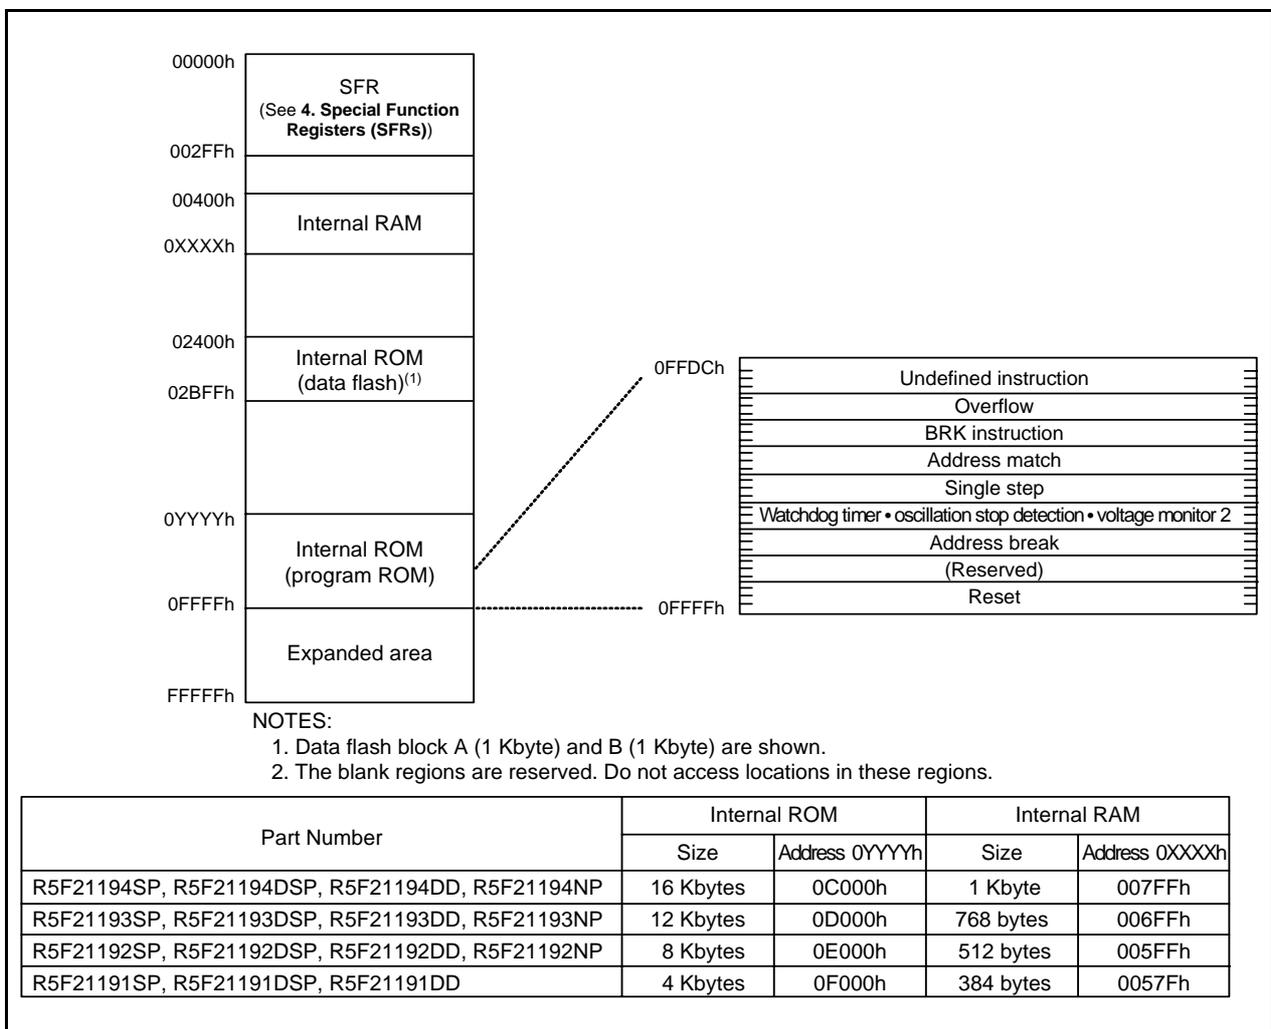 00000h
SFR
(See 4. Special Function
Registers (SFRs))
002FFh
00400h
Internal RAM
0XXXXh
02400h
Internal ROM
(data flash)(1)
02BFFh
0YYYYh
Internal ROM
(program ROM)
0FFFFh
Expanded area
FFFFFh
0FFDCh
Undefined instruction
Overflow
BRK instruction
Address match
Single step
Watchdog timer • oscillation stop detection • voltage monitor 2
Address break
(Reserved)
Reset
0FFFFh
NOTES:
1. Data flash block A (1 Kbyte) and B (1 Kbyte) are shown.
2. The blank regions are reserved. Do not access locations in these regions.
Part Number Internal ROM Internal RAM
Size Address 0YYYYh Size Address 0XXXXh
R5F21194SP, R5F21194DSP, R5F21194DD, R5F21194NP 16 Kbytes 0C000h 1 Kbyte 007FFh
R5F21193SP, R5F21193DSP, R5F21193DD, R5F21193NP 12 Kbytes 0D000h 768 bytes 006FFh
R5F21192SP, R5F21192DSP, R5F21192DD, R5F21192NP 8 Kbytes 0E000h 512 bytes 005FFh
R5F21191SP, R5F21191DSP, R5F21191DD 4 Kbytes 0F000h 384 bytes 0057Fh